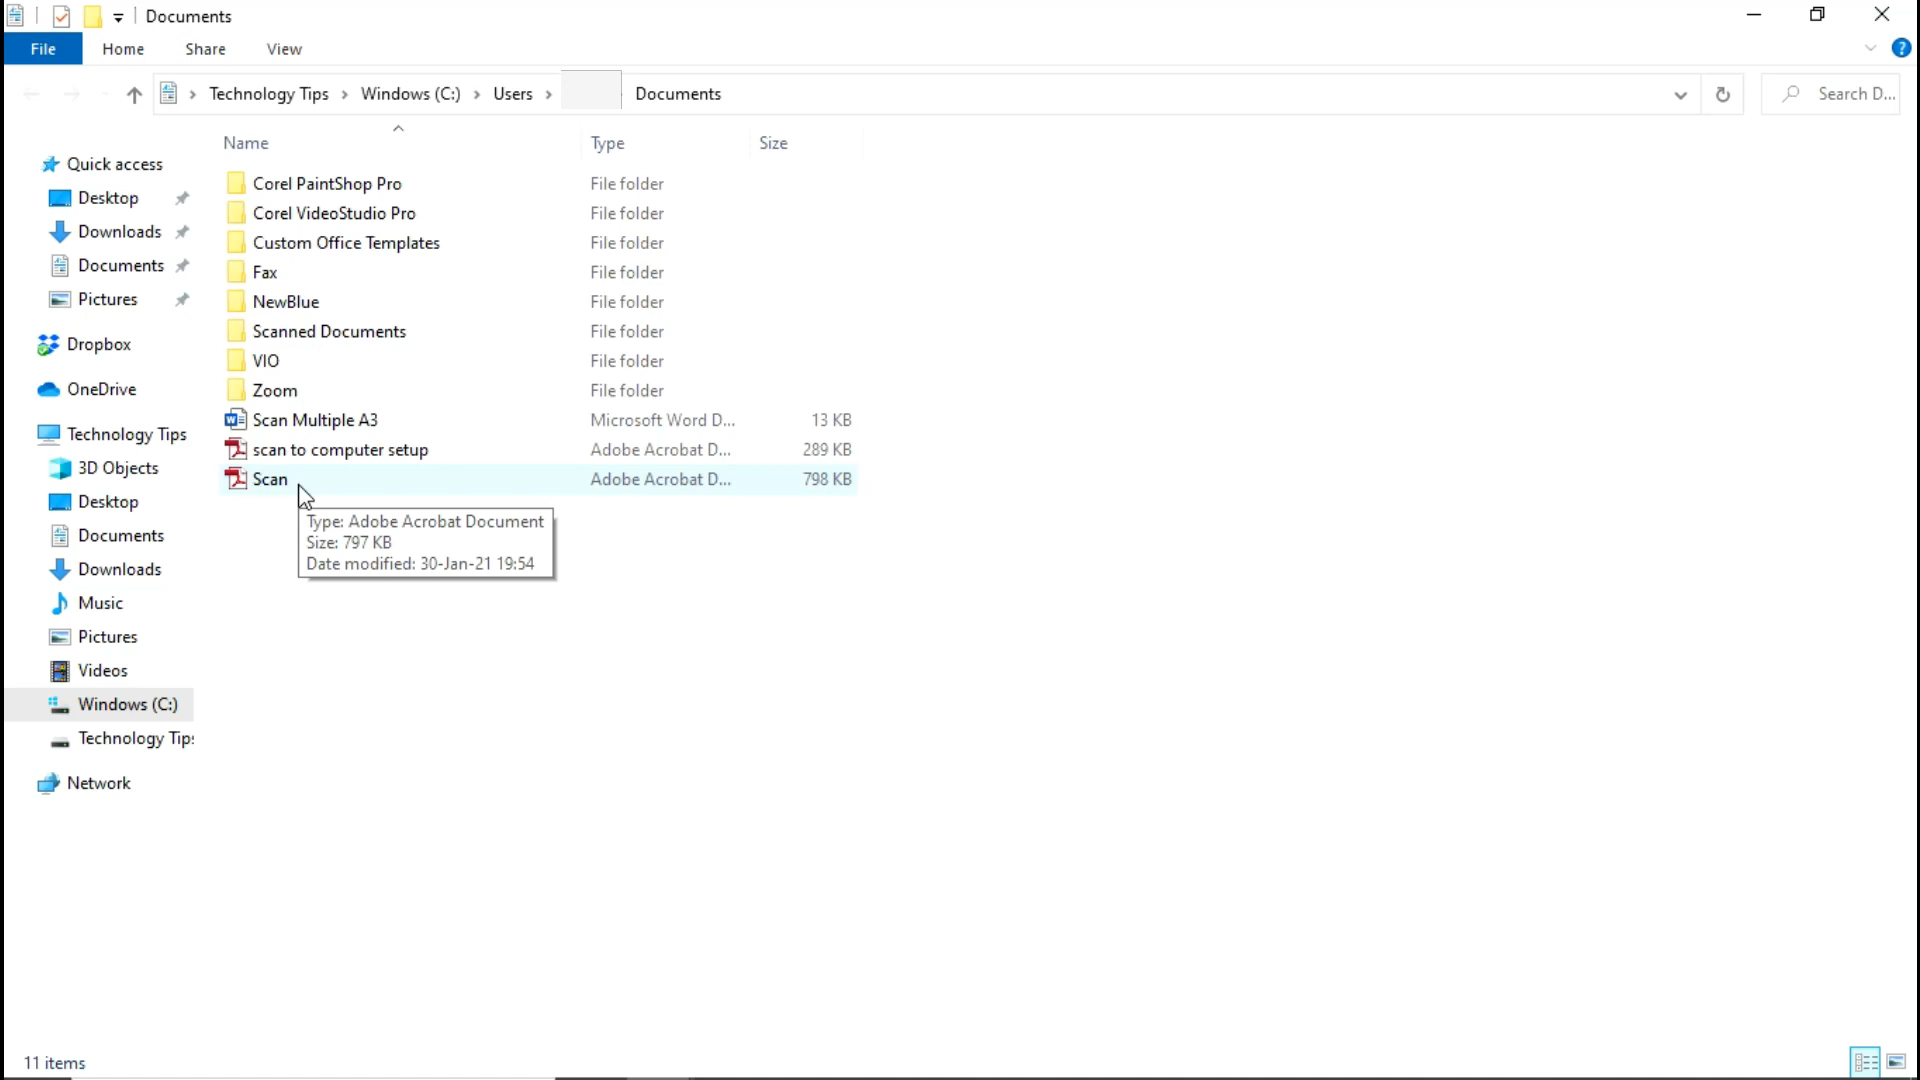 Documents
File Home Share View
Technology Tips › Windows (C:) › Users › Documents
Search D...
Name Type Size
Quick access
Desktop
Downloads
Documents
Pictures
Dropbox
OneDrive
Technology Tips
3D Objects
Desktop
Documents
Downloads
Music
Pictures
Videos
Windows (C:)
Technology Tips
Network
Corel PaintShop Pro File folder
Corel VideoStudio Pro File folder
Custom Office Templates File folder
Fax File folder
NewBlue File folder
Scanned Documents File folder
VIO File folder
Zoom File folder
Scan Multiple A3 Microsoft Word D... 13 KB
scan to computer setup Adobe Acrobat D... 289 KB
Scan Adobe Acrobat D... 798 KB
Type: Adobe Acrobat Document
Size: 797 KB
Date modified: 30-Jan-21 19:54
11 items